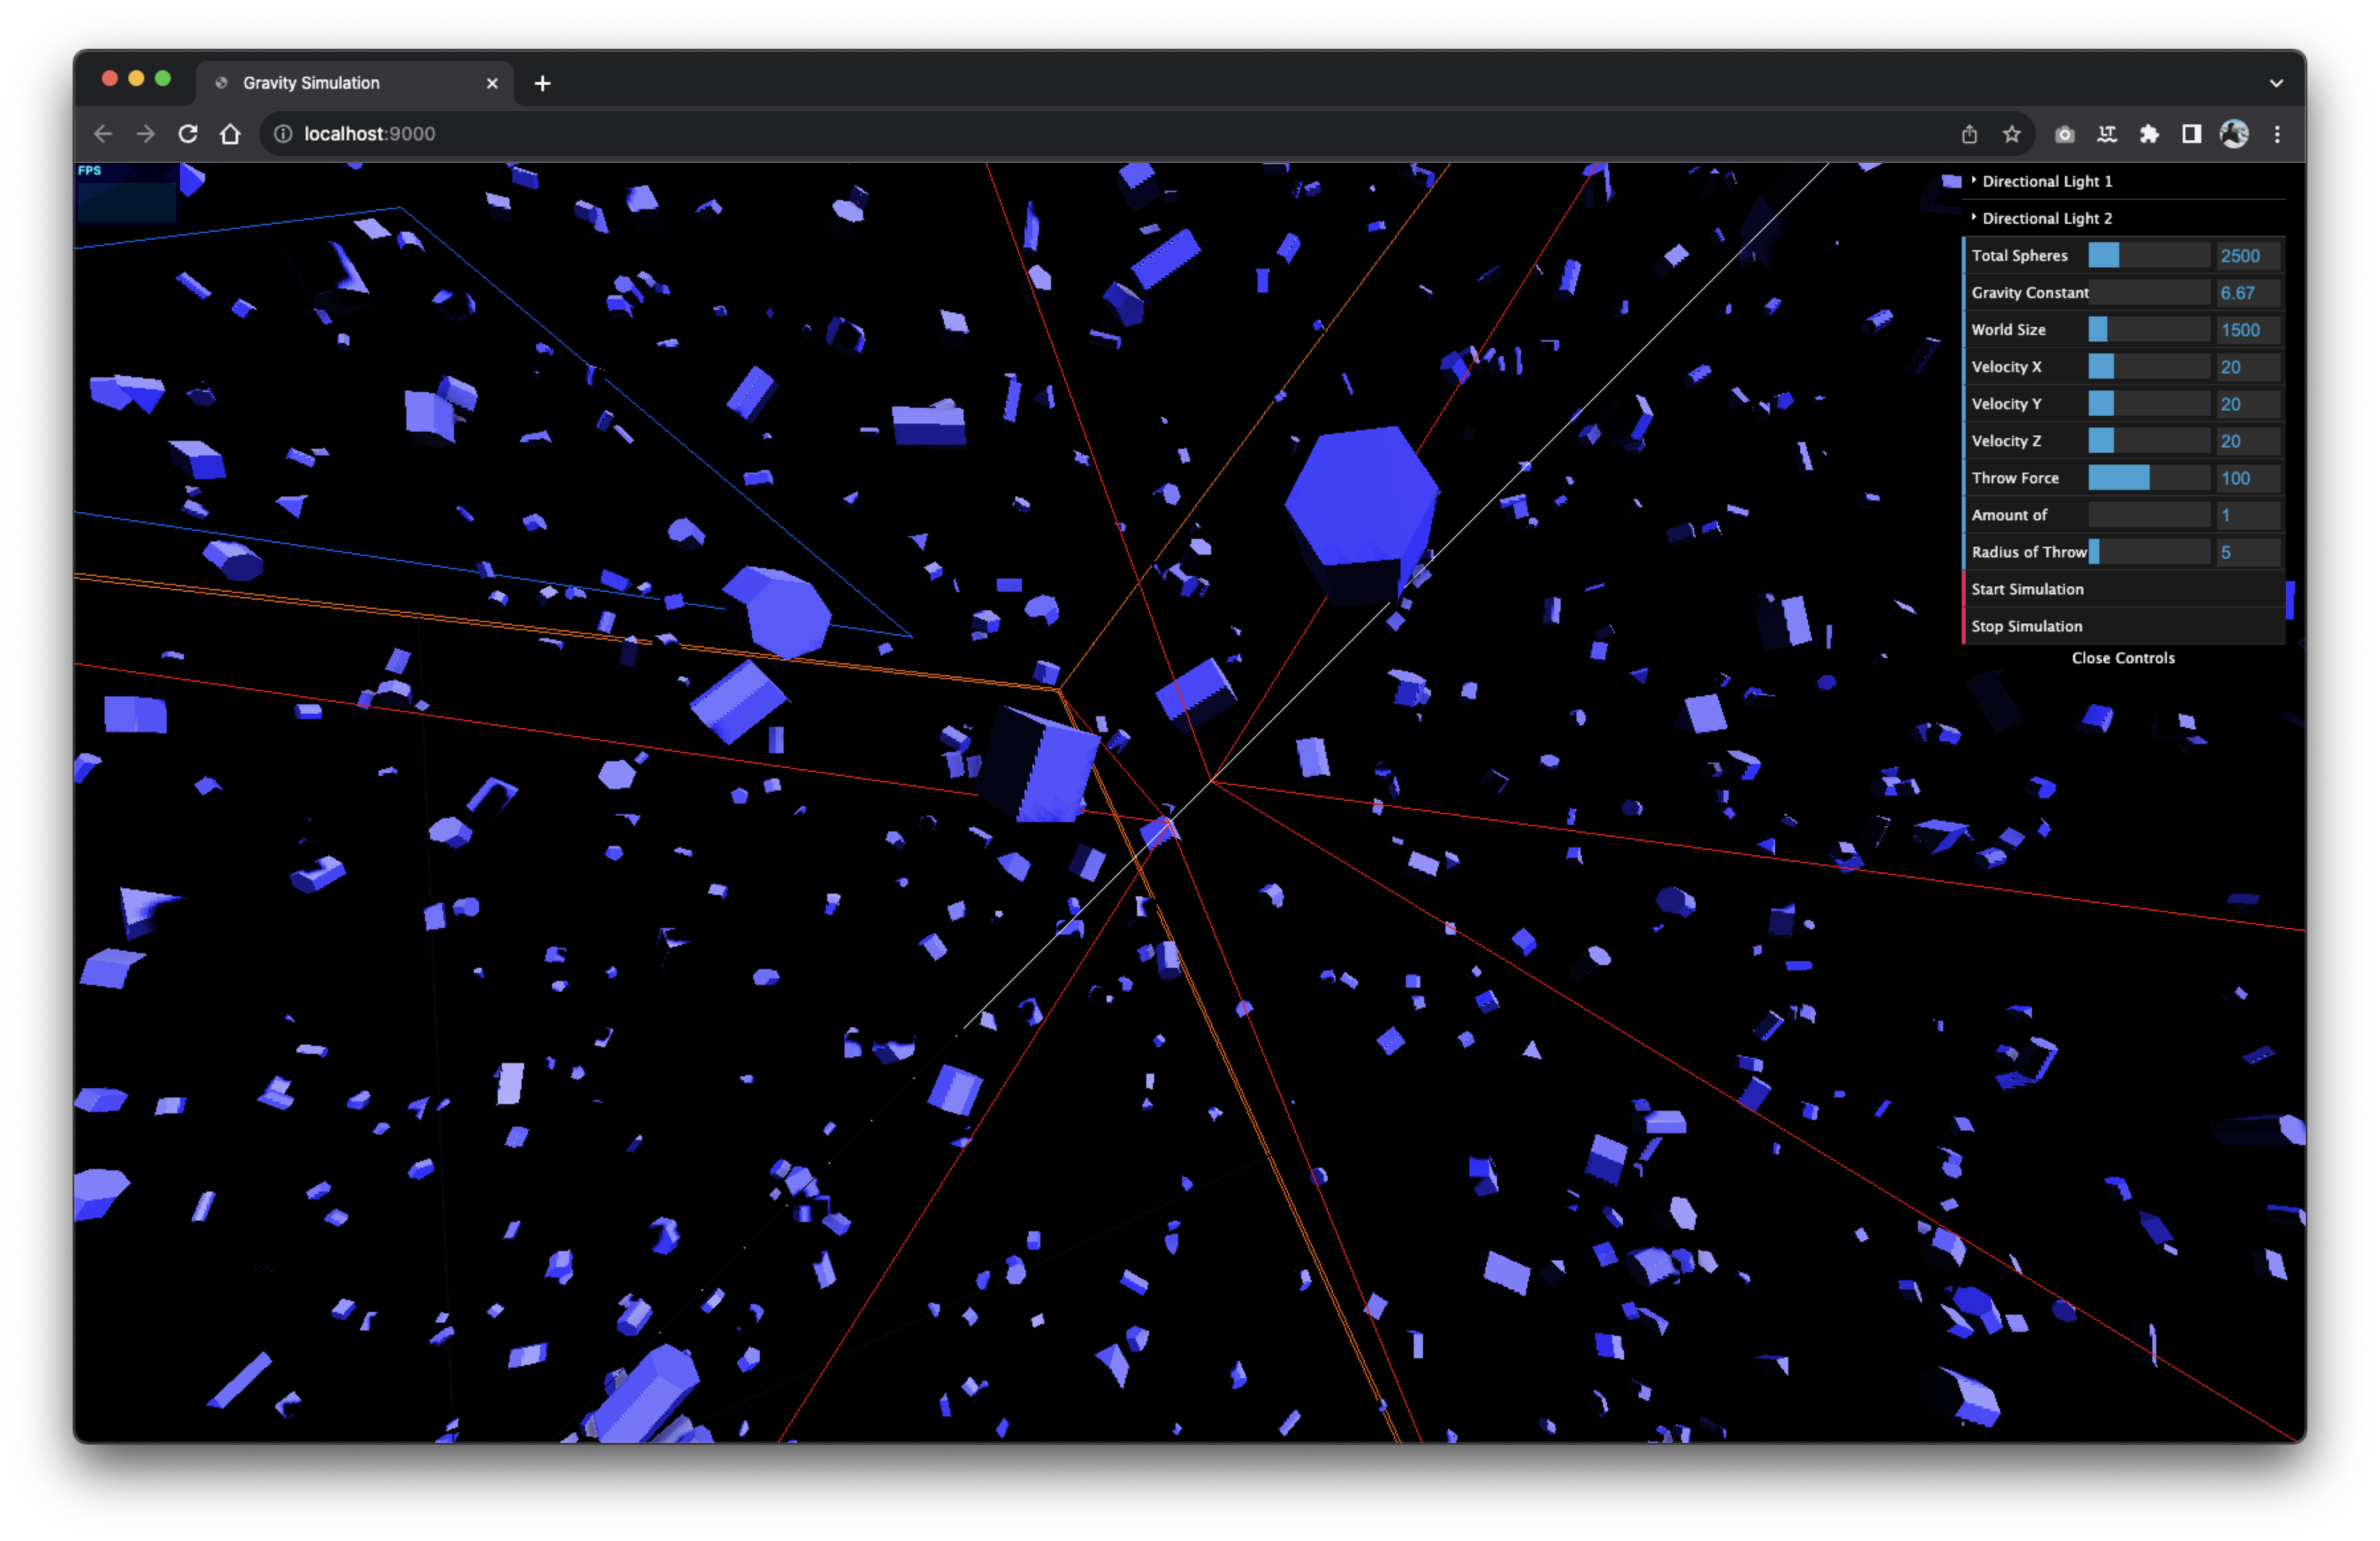 Gravity Simulation
localhost:9000
FPS
Directional Light 1
Directional Light 2
Total Spheres 2500
Gravity Constant 6.67
World Size 1500
Velocity X 20
Velocity Y 20
Velocity Z 20
Throw Force 100
Amount of 1
Radius of Throw 5
Start Simulation
Stop Simulation
Close Controls